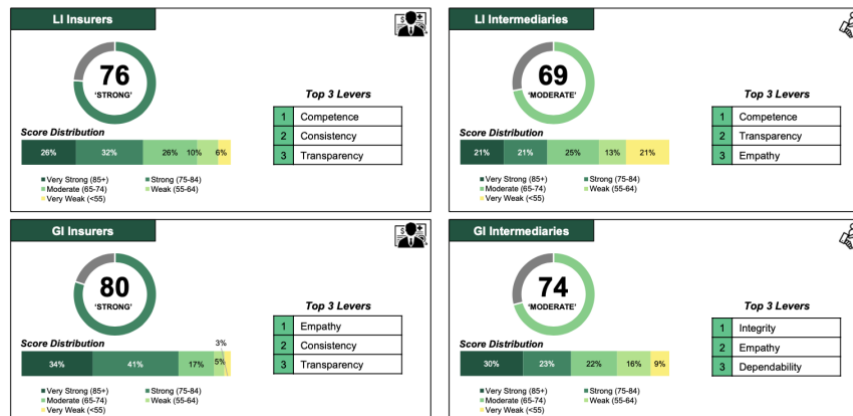 LI Insurers
76
'STRONG'
Top 3 Levers
1 Competence
2 Consistency
3 Transparency
Score Distribution
26% 32% 26% 10% 6%
Very Strong (85+) Strong (75-84)
Moderate (65-74) Weak (55-64)
Very Weak (<55)
LI Intermediaries
69
'MODERATE'
Top 3 Levers
1 Competence
2 Transparency
3 Empathy
Score Distribution
21% 21% 25% 13% 21%
Very Strong (85+) Strong (75-84)
Moderate (65-74) Weak (55-64)
Very Weak (<55)
GI Insurers
80
'STRONG'
Top 3 Levers
1 Empathy
2 Consistency
3 Transparency
Score Distribution
3%
34% 41% 17% 5%
Very Strong (85+) Strong (75-84)
Moderate (65-74) Weak (55-64)
Very Weak (<55)
GI Intermediaries
74
'MODERATE'
Top 3 Levers
1 Integrity
2 Empathy
3 Dependability
Score Distribution
30% 23% 22% 16% 9%
Very Strong (85+) Strong (75-84)
Moderate (65-74) Weak (55-64)
Very Weak (<55)